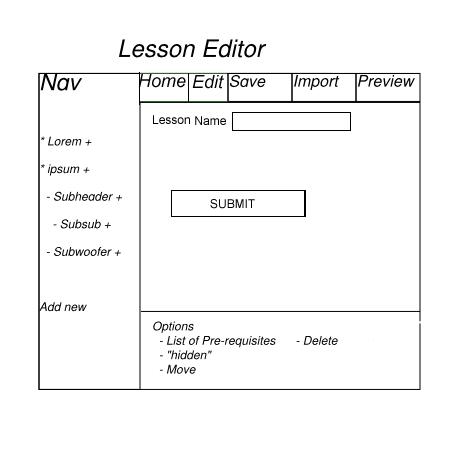 Lesson Editor
Nav Home Edit Save Import Preview
* Lorem +
* ipsum +
- Subheader +
- Subsub +
- Subwoofer +
Add new
Lesson Name
SUBMIT
Options
- List of Pre-requisites - Delete
- "hidden"
- Move